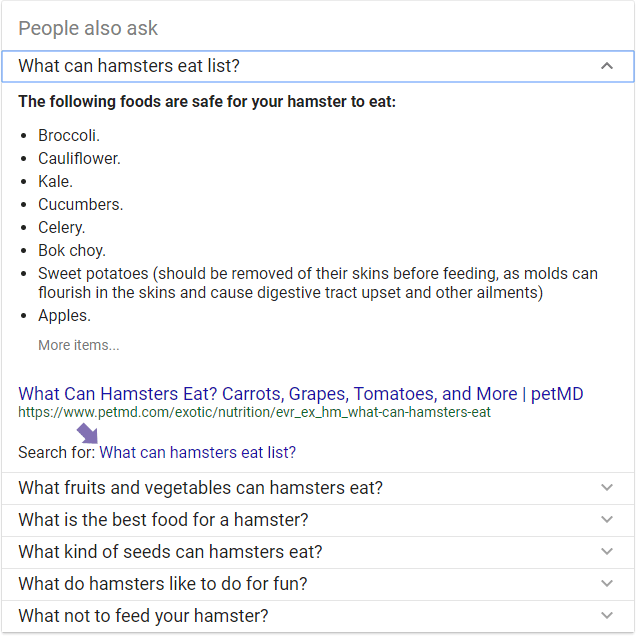 People also ask
What can hamsters eat list?
The following foods are safe for your hamster to eat:
Broccoli.
Cauliflower.
Kale.
Cucumbers.
Celery.
Bok choy.
Sweet potatoes (should be removed of their skins before feeding, as molds can
flourish in the skins and cause digestive tract upset and other ailments)
Apples.
More items...
What Can Hamsters Eat? Carrots, Grapes, Tomatoes, and More | petMD
https://www.petmd.com/exotic/nutrition/evr_ex_hm_what-can-hamsters-eat
Search for: What can hamsters eat list?
What fruits and vegetables can hamsters eat?
What is the best food for a hamster?
What kind of seeds can hamsters eat?
What do hamsters like to do for fun?
What not to feed your hamster?